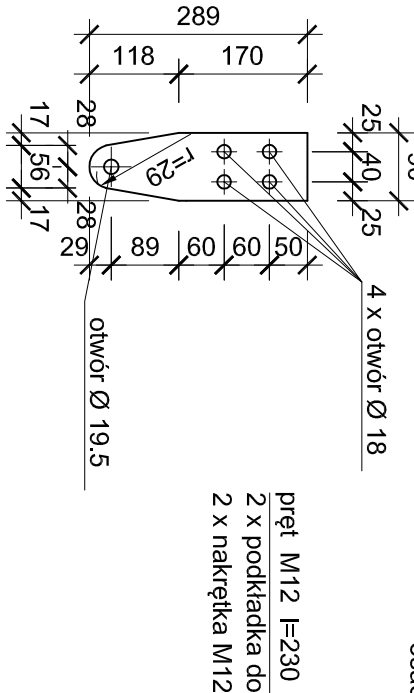 289
118 170
17
56
17
28
28
r=29
25
40
25
29 89 60 60 50
4 x otwór Ø 18
otwór Ø 19.5
pręt M12 l=230
2 x podkładka do
2 x nakrętka M12